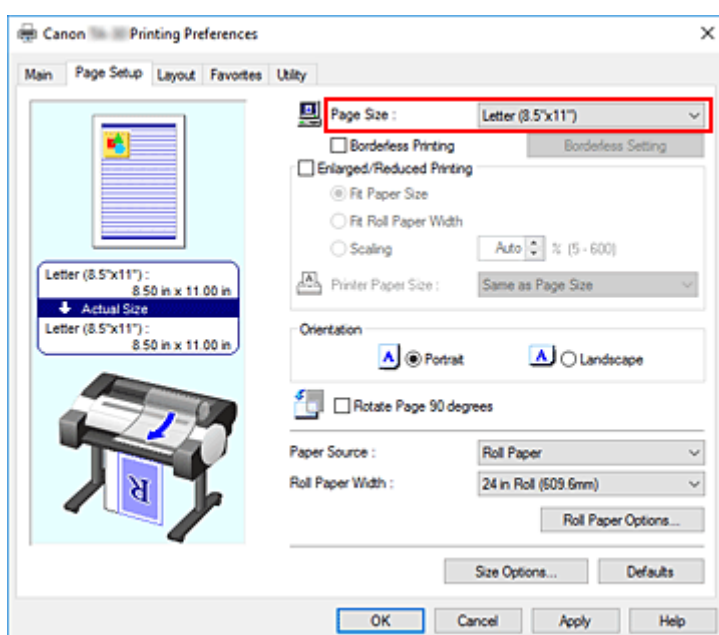 Canon Printing Preferences
Main Page Setup Layout Favorites Utility
Page Size : Letter (8.5"x11")
Borderless Printing Borderless Setting
Enlarged/Reduced Printing
Fit Paper Size
Fit Roll Paper Width
Scaling Auto % (5 - 600)
Printer Paper Size : Same as Page Size
Letter (8.5"x11") :
8.50 in x 11.00 in
Actual Size
Letter (8.5"x11") :
8.50 in x 11.00 in
Orientation
A Portrait A Landscape
Rotate Page 90 degrees
Paper Source : Roll Paper
Roll Paper Width : 24 in Roll (609.6mm)
Roll Paper Options...
R
Size Options... Defaults
OK Cancel Apply Help